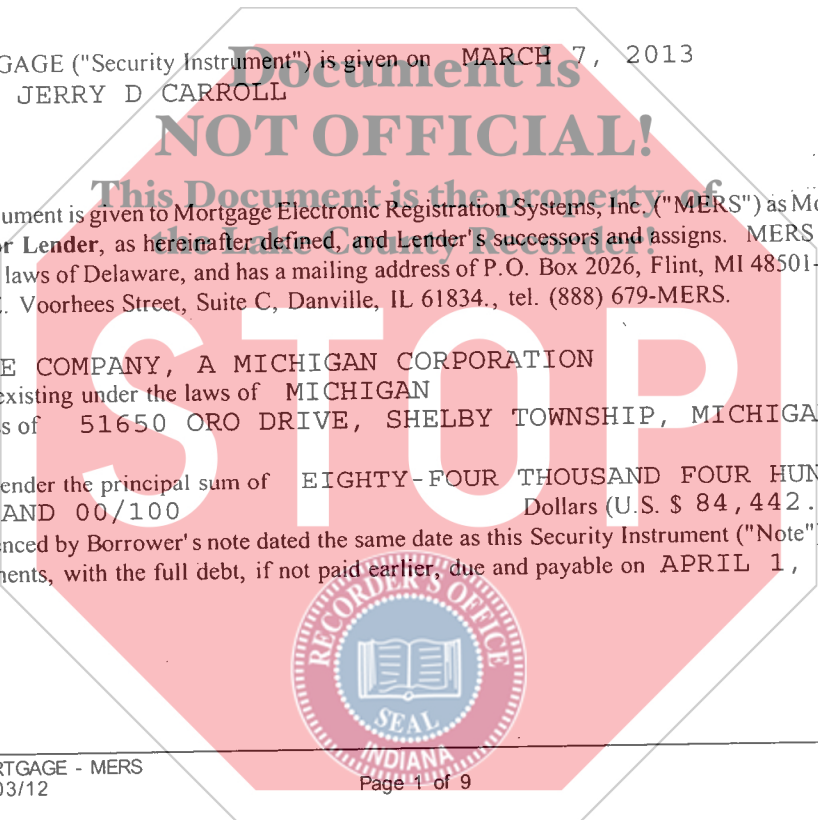 GAGE ("Security Instrument") is given on MARCH 7, 2013
Document is
JERRY D CARROLL
NOT OFFICIAL!
This Document is the property of
ument is given to Mortgage Electronic Registration Systems, Inc. ("MERS") as Mo
r Lender, as hereinafter defined, and Lender's successors and assigns. MERS
the Lake County Recorder!
laws of Delaware, and has a mailing address of P.O. Box 2026, Flint, MI 48501-
. Voorhees Street, Suite C, Danville, IL 61834., tel. (888) 679-MERS.
E COMPANY, A MICHIGAN CORPORATION
existing under the laws of MICHIGAN
s of 51650 ORO DRIVE, SHELBY TOWNSHIP, MICHIGA
STOP
ender the principal sum of EIGHTY-FOUR THOUSAND FOUR HUN
AND 00/100 Dollars (U.S. $ 84,442.
nced by Borrower's note dated the same date as this Security Instrument ("Note")
ents, with the full debt, if not paid earlier, due and payable on APRIL 1,
RECORDER'S OFFICE
SEAL
INDIANA
RTGAGE - MERS
03/12
Page 1 of 9